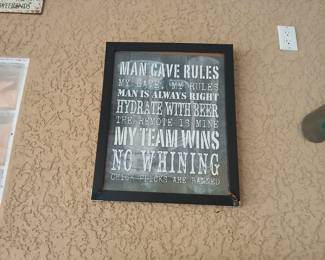 WEEKENDS
MAN CAVE RULES
MY CAVE, MY RULES
MAN IS ALWAYS RIGHT
HYDRATE WITH BEER
THE REMOTE IS MINE
MY TEAM WINS
NO WHINING
CHICK FLICKS ARE BANNED